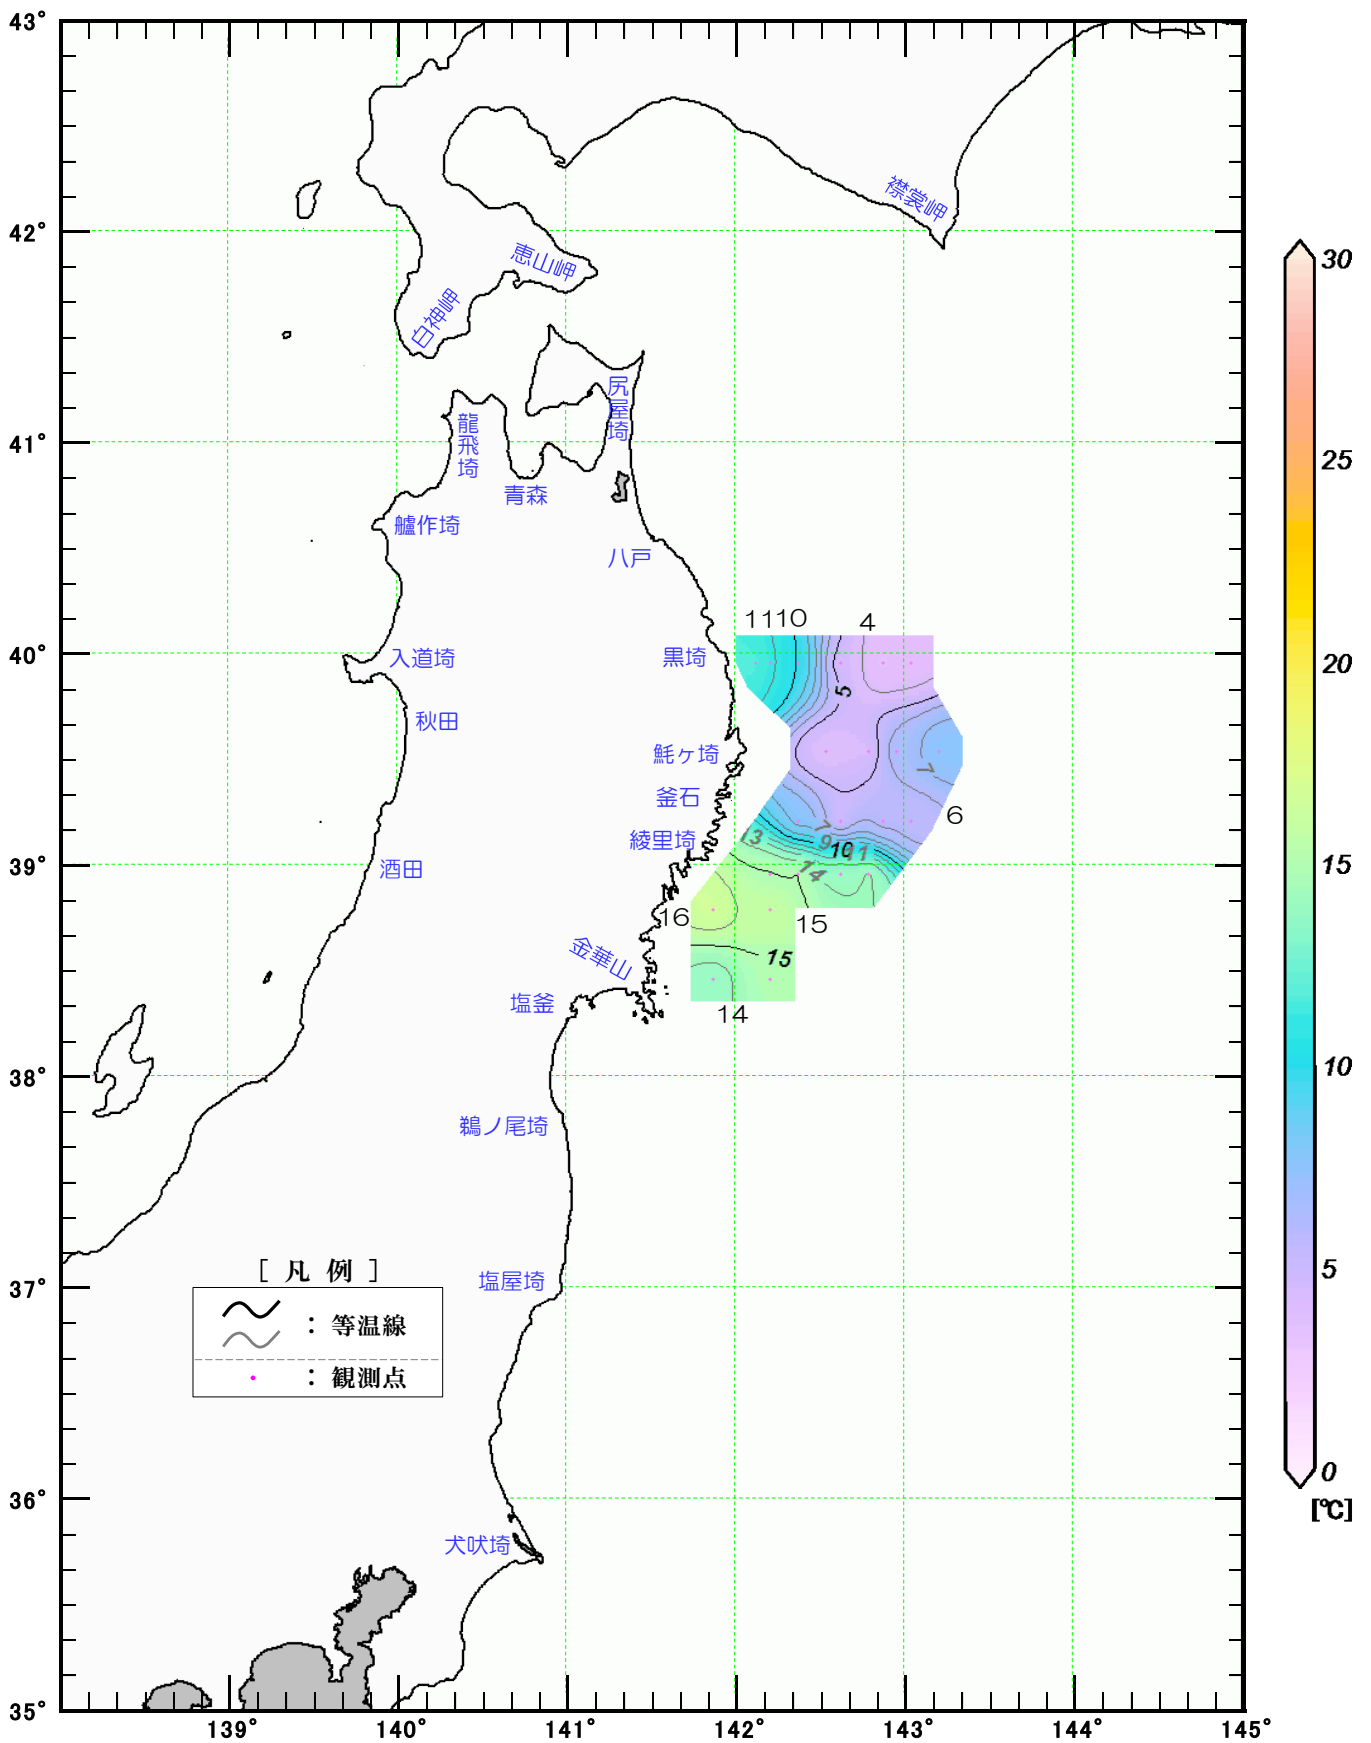 43°
42°
41°
40°
39°
38°
37°
36°
35°
139°
140°
141°
142°
143°
144°
145°
襟裳岬
恵山岬
白神岬
尻屋埼
龍飛埼
青森
艫作埼
八戸
入道埼
黒埼
秋田
魹ヶ埼
釜石
綾里埼
酒田
金華山
塩釜
鵜ノ尾埼
塩屋埼
犬吠埼
11
10
4
5
7
6
7
9
10
11
13
14
16
15
15
14
[ 凡 例 ]
: 等温線
: 観測点
30
25
20
15
10
5
0
[℃]